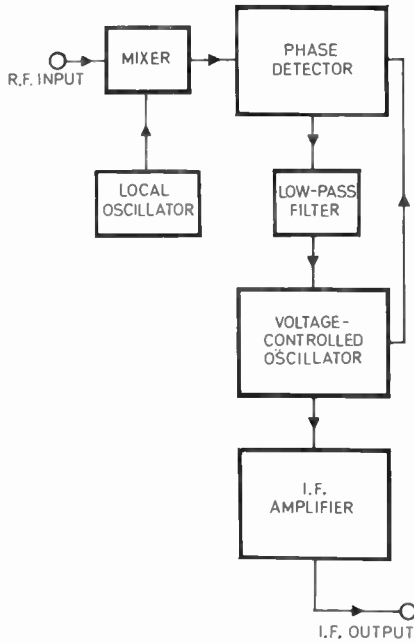 R.F. INPUT
MIXER
PHASE
DETECTOR
LOCAL
OSCILLATOR
LOW-PASS
FILTER
VOLTAGE-
CONTROLLED
OSCILLATOR
I.F.
AMPLIFIER
I.F. OUTPUT